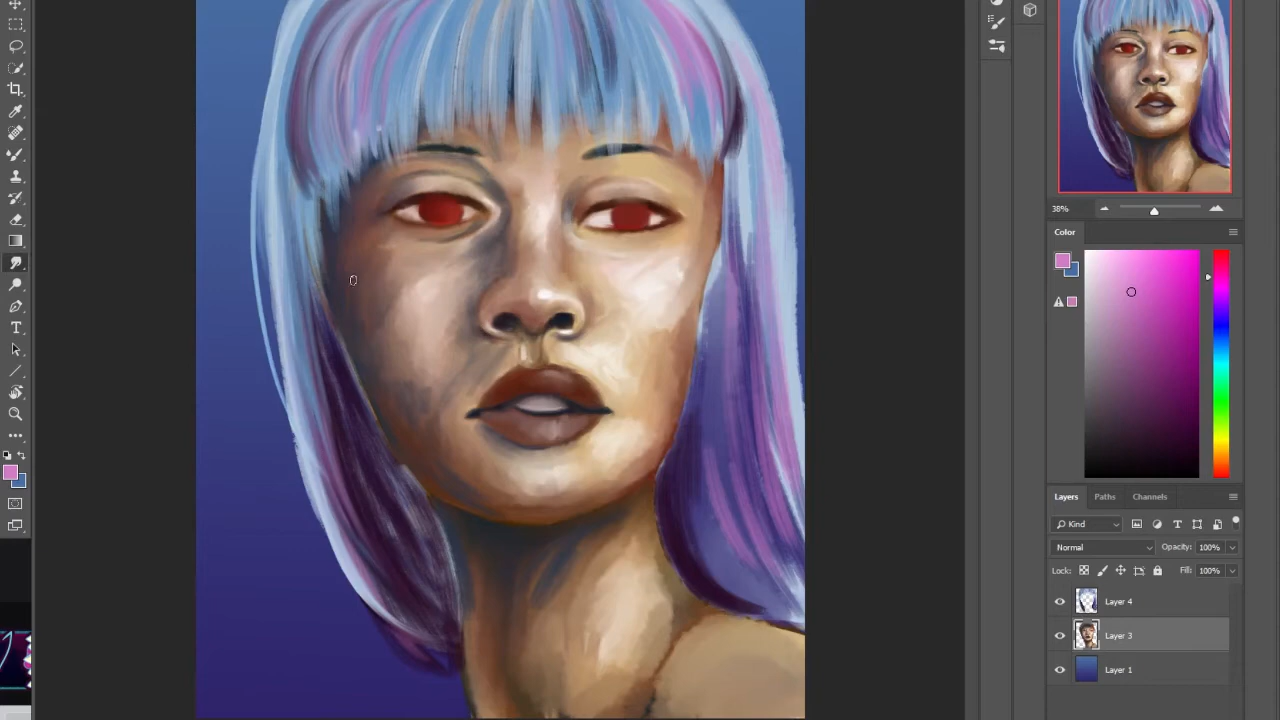 38%
Color
Layers Paths Channels
Kind
Normal Opacity: 100%
Lock: Fill: 100%
Layer 4
Layer 3
Layer 1